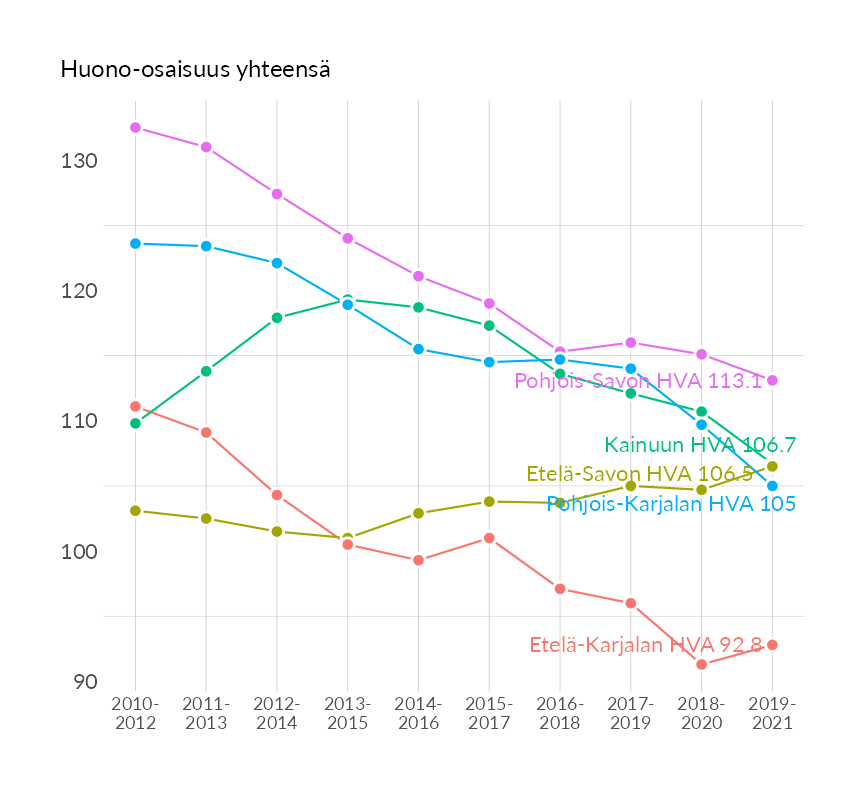 Huono-osaisuus yhteensä
130
120
110
100
90
Pohjois-Savon HVA 113.1
Kainuun HVA 106.7
Etelä-Savon HVA 106.5
Pohjois-Karjalan HVA 105
Etelä-Karjalan HVA 92.8
2010- 2011- 2012- 2013- 2014- 2015- 2016- 2017- 2018- 2019-
2012 2013 2014 2015 2016 2017 2018 2019 2020 2021